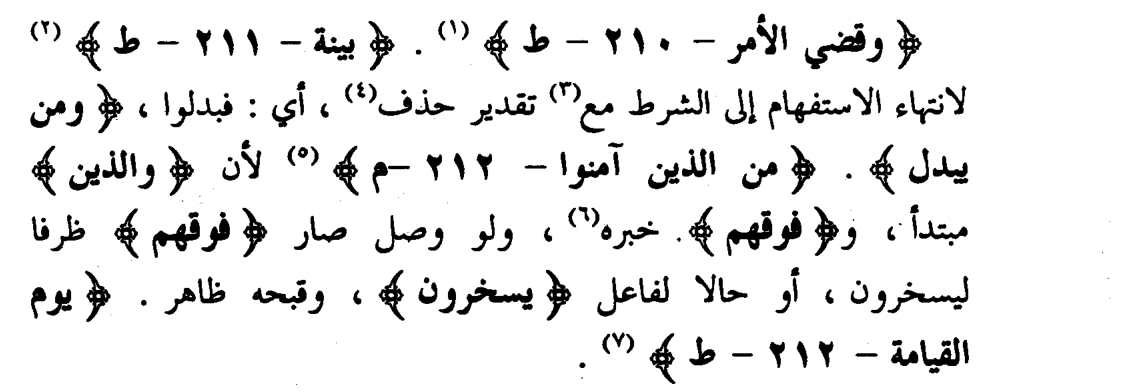 ﴿ وقضي الأمر – ٢١٠ – ط ﴾ (١) . ﴿ بينة – ٢١١ – ط ﴾ (٢)
لانتهاء الاستفهام إلى الشرط مع(٣) تقدير حذف(٤) ، أي : فبدلوا ، ﴿ ومن
يبدل ﴾ . ﴿ من الذين آمنوا – ٢١٢ –م ﴾ (٥) لأن ﴿ والذين ﴾
مبتدأ ، و﴿ فوقهم ﴾. خبره(٦) ، ولو وصل صار ﴿ فوقهم ﴾ ظرفا
ليسخرون ، أو حالا لفاعل ﴿ يسخرون ﴾ ، وقبحه ظاهر . ﴿ يوم
القيامة – ٢١٢ – ط ﴾ (٧) .